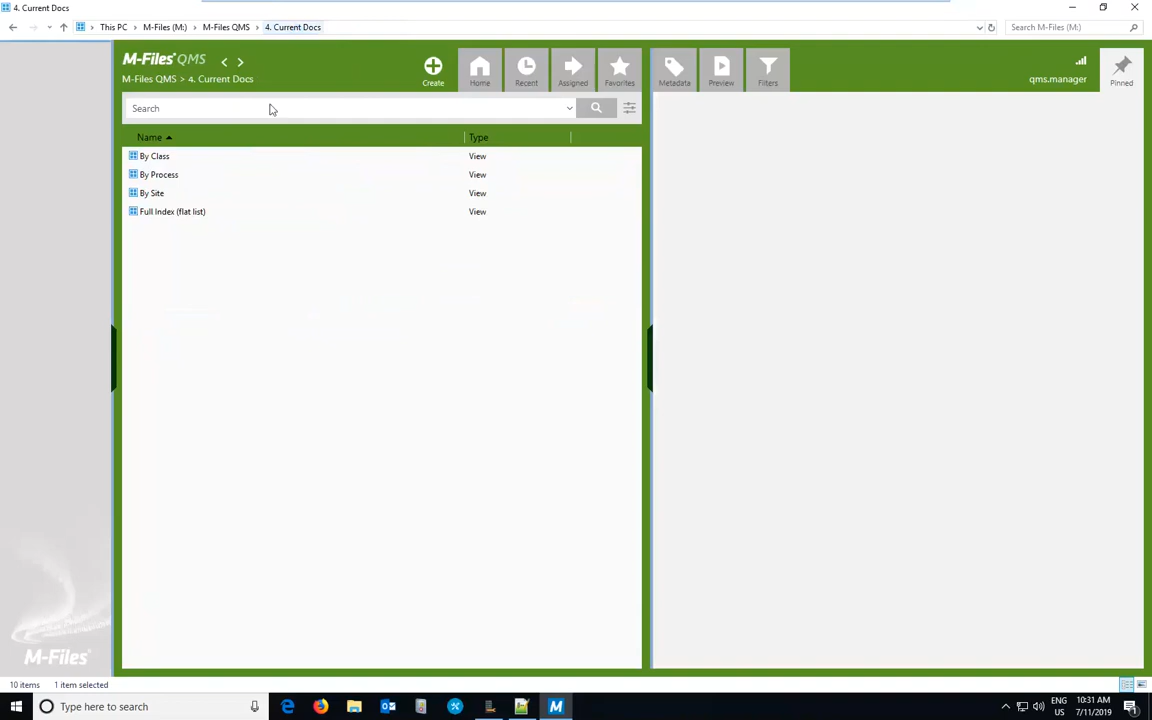 4. Current Docs
This PC > M-Files (M:) > M-Files QMS > 4. Current Docs
Search M-Files (M:)
M-Files QMS
M-Files QMS > 4. Current Docs
Create
Home
Recent
Assigned
Favorites
Metadata
Preview
Filters
qms.manager
Pinned
Search
Name
Type
By Class View
By Process View
By Site View
Full Index (flat list) View
M-Files
10 items 1 item selected
Type here to search
ENG
US
10:31 AM
7/11/2019